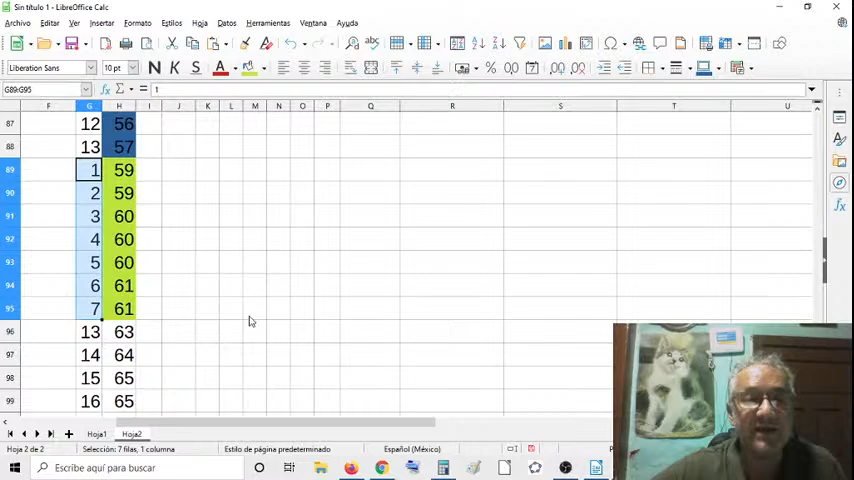 Sin título 1 - LibreOffice Calc
Archivo Editar Ver Insertar Formato Estilos Hoja Datos Herramientas Ventana Ayuda
Liberation Sans 10 pt N K S A 0,0
G89:G95 fx Σ = 1
F G H I J K L M N O P Q R S T U
87 12 56
88 13 57
89 1 59
90 2 59
91 3 60
92 4 60
93 5 60
94 6 61
95 7 61
96 13 63
97 14 64
98 15 65
99 16 65
Hoja1 Hoja2
Hoja 2 de 2 Selección: 7 filas, 1 columna Estilo de página predeterminado Español (México)
Escribe aquí para buscar